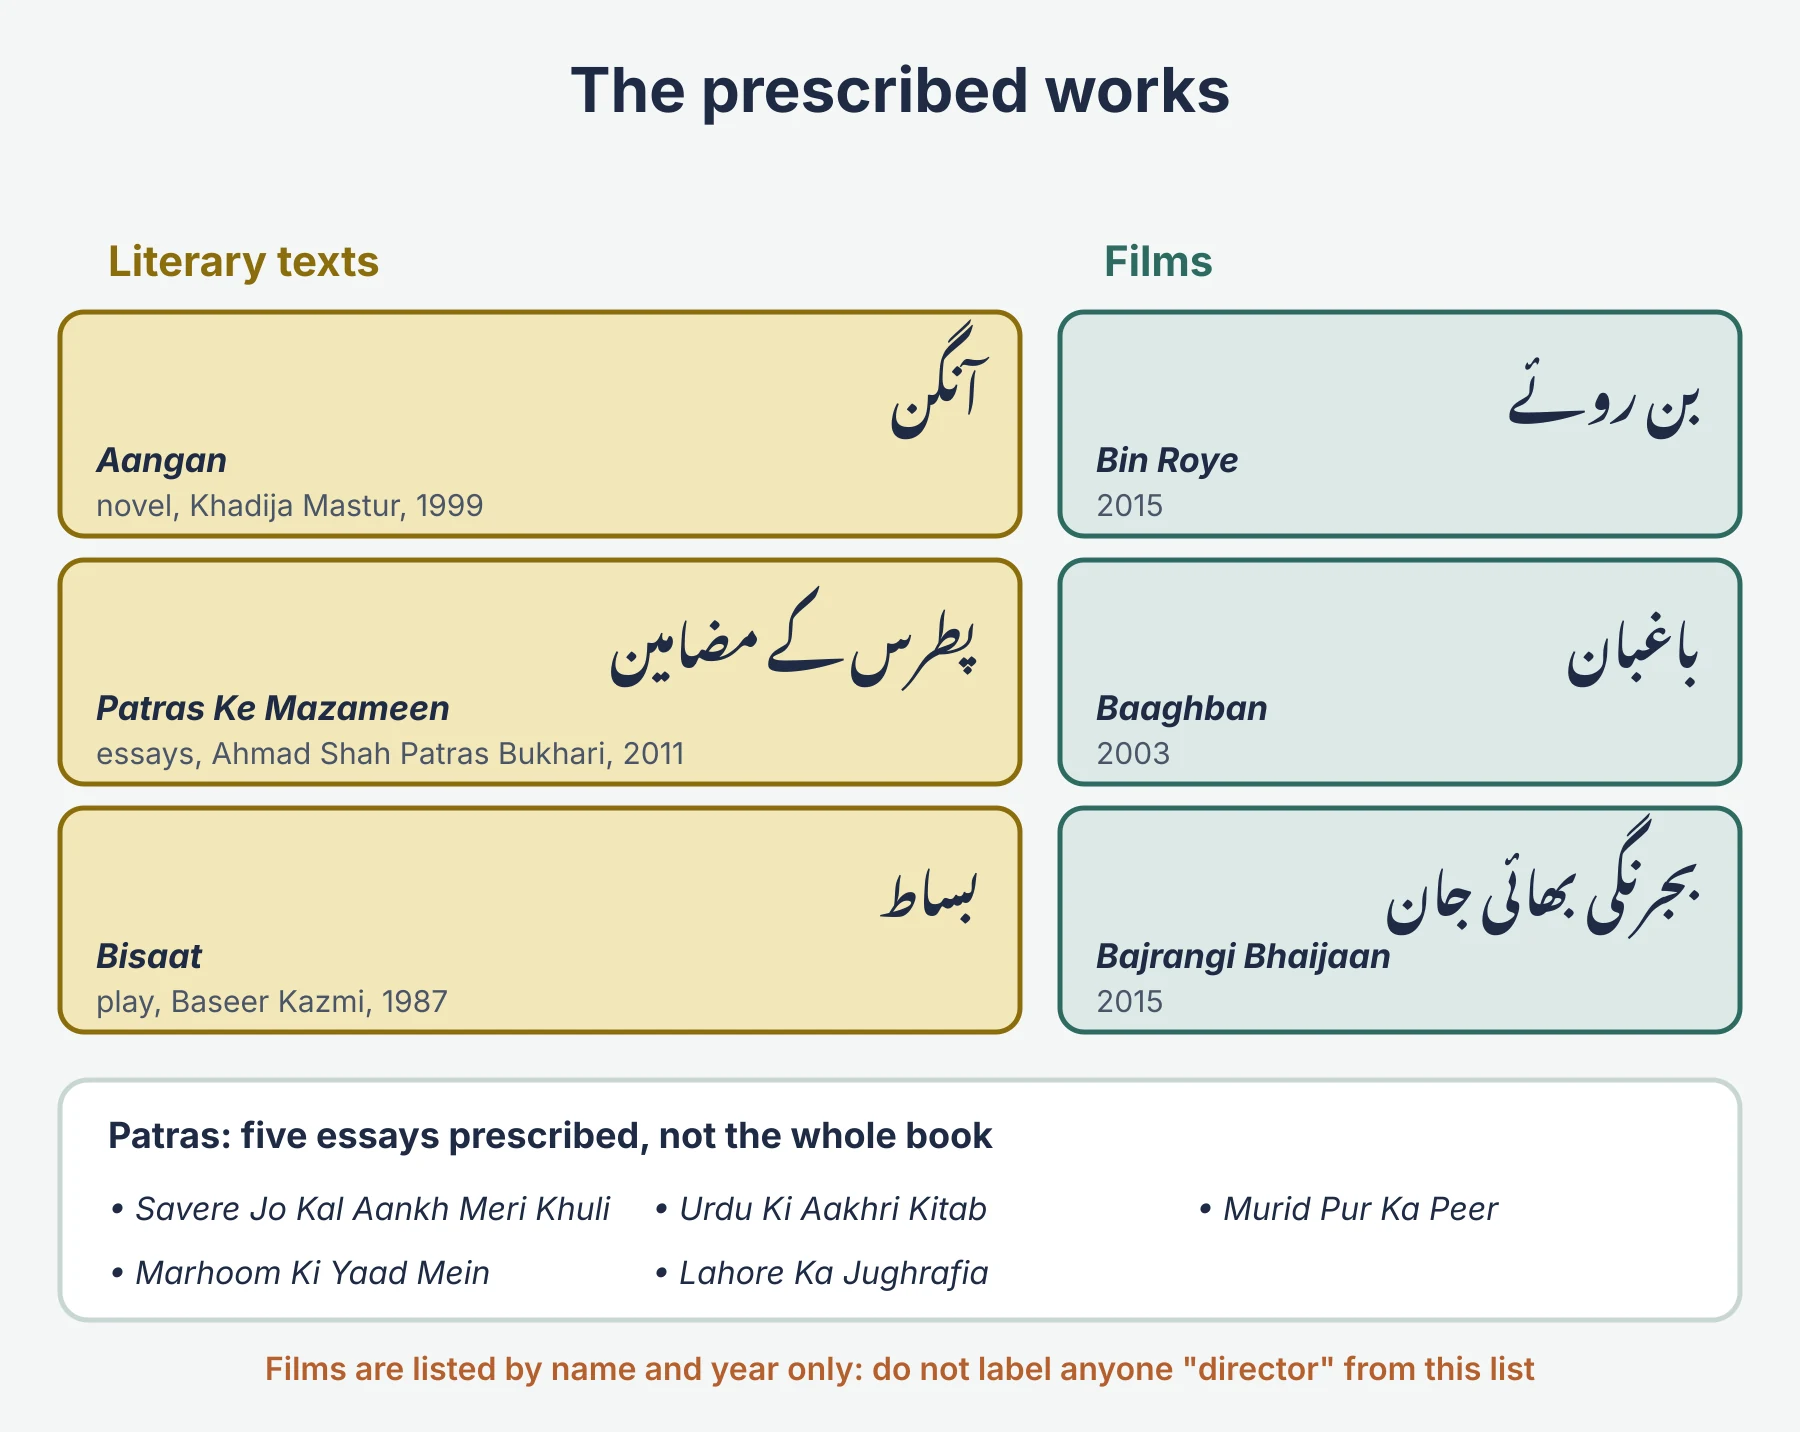 The prescribed works
Literary texts
آنگن
Aangan
novel, Khadija Mastur, 1999
پطرس کے مضامین
Patras Ke Mazameen
essays, Ahmad Shah Patras Bukhari, 2011
بساط
Bisaat
play, Baseer Kazmi, 1987
Films
بن روئے
Bin Roye
2015
باغبان
Baaghban
2003
بجرنگی بھائی جان
Bajrangi Bhaijaan
2015
Patras: five essays prescribed, not the whole book
• Savere Jo Kal Aankh Meri Khuli • Urdu Ki Aakhri Kitab • Murid Pur Ka Peer
• Marhoom Ki Yaad Mein • Lahore Ka Jughrafia
Films are listed by name and year only: do not label anyone "director" from this list